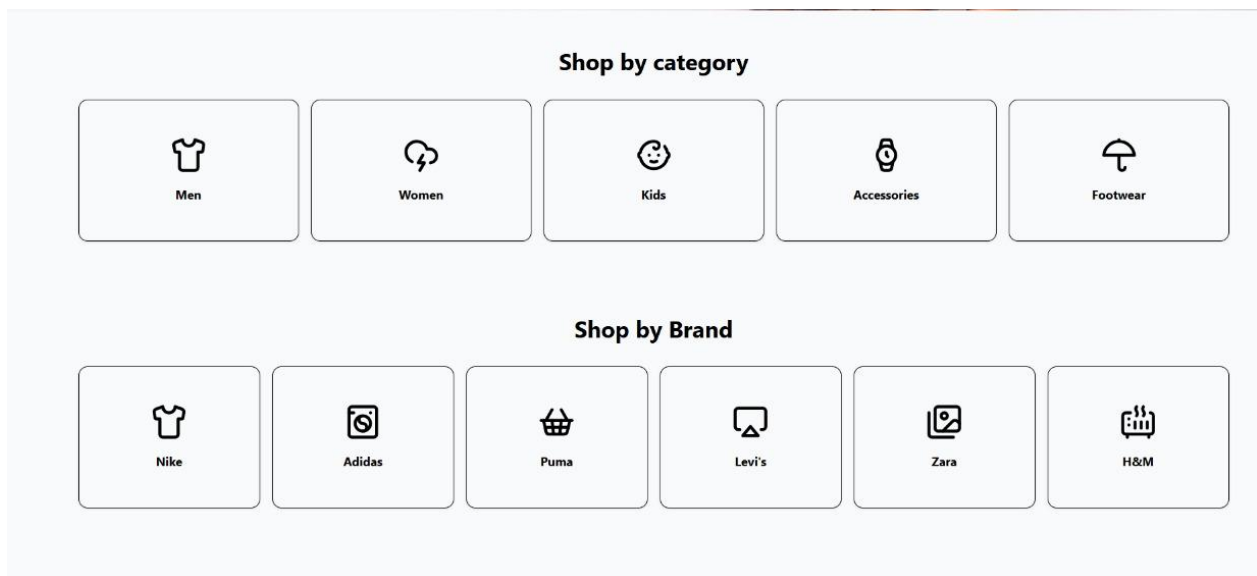 Shop by category
Men
Women
Kids
Accessories
Footwear
Shop by Brand
Nike
Adidas
Puma
Levi's
Zara
H&M